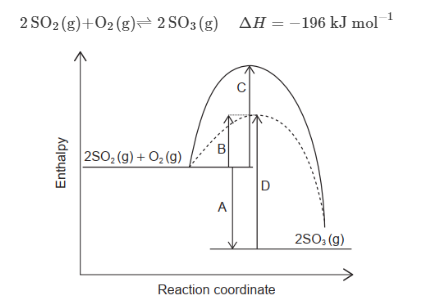 2 SO₂ (g)+O₂ (g)⇌ 2 SO₃ (g) ΔH = −196 kJ mol⁻¹
C
B
2SO₂ (g) + O₂ (g)
D
A
2SO₃ (g)
Enthalpy
Reaction coordinate